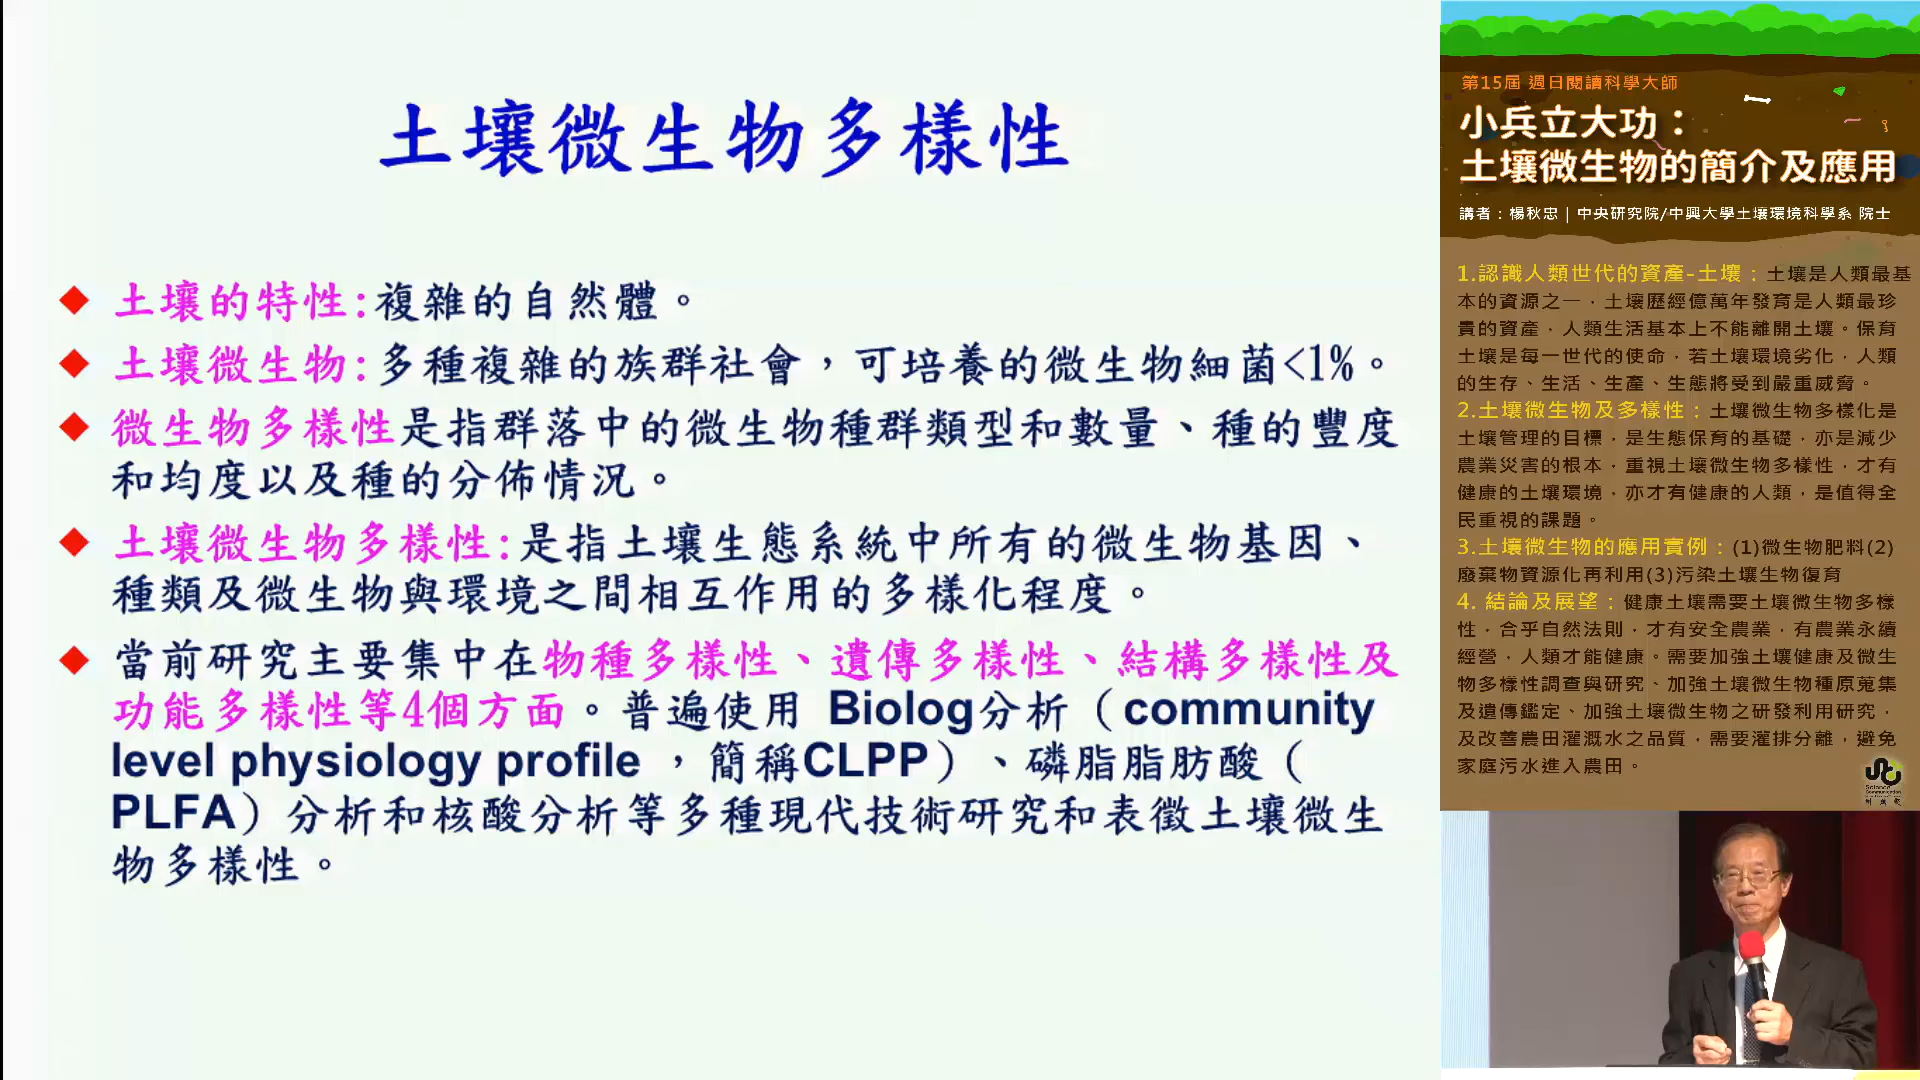 土壤微生物多樣性
土壤的特性:複雜的自然體。
土壤微生物:多種複雜的族群社會，可培養的微生物細菌<1%。
微生物多樣性是指群落中的微生物種群類型和數量、種的豐度
和均度以及種的分佈情況。
土壤微生物多樣性:是指土壤生態系統中所有的微生物基因、
種類及微生物與環境之間相互作用的多樣化程度。
當前研究主要集中在物種多樣性、遺傳多樣性、結構多樣性及
功能多樣性等4個方面。普遍使用 Biolog分析（community
level physiology profile ，簡稱CLPP）、磷脂脂肪酸（
PLFA）分析和核酸分析等多種現代技術研究和表徵土壤微生
物多樣性。
第15屆 週日閱讀科學大師
小兵立大功：
土壤微生物的簡介及應用
講者：楊秋忠 | 中央研究院/中興大學土壤環境科學系 院士
1.認識人類世代的資產-土壤：土壤是人類最基
本的資源之一，土壤歷經億萬年發育是人類最珍
貴的資產，人類生活基本上不能離開土壤。保育
土壤是每一世代的使命，若土壤環境劣化，人類
的生存、生活、生產、生態將受到嚴重威脅。
2.土壤微生物及多樣性：土壤微生物多樣化是
土壤管理的目標，是生態保育的基礎，亦是減少
農業災害的根本，重視土壤微生物多樣性，才有
健康的土壤環境，亦才有健康的人類，是值得全
民重視的課題。
3.土壤微生物的應用實例：(1)微生物肥料(2)
廢棄物資源化再利用(3)污染土壤生物復育
4. 結論及展望：健康土壤需要土壤微生物多樣
性，合乎自然法則，才有安全農業，有農業永續
經營，人類才能健康。需要加強土壤健康及微生
物多樣性調查與研究、加強土壤微生物種原蒐集
及遺傳鑑定、加強土壤微生物之研發利用研究，
及改善農田灌溉水之品質，需要灌排分離，避免
家庭污水進入農田。